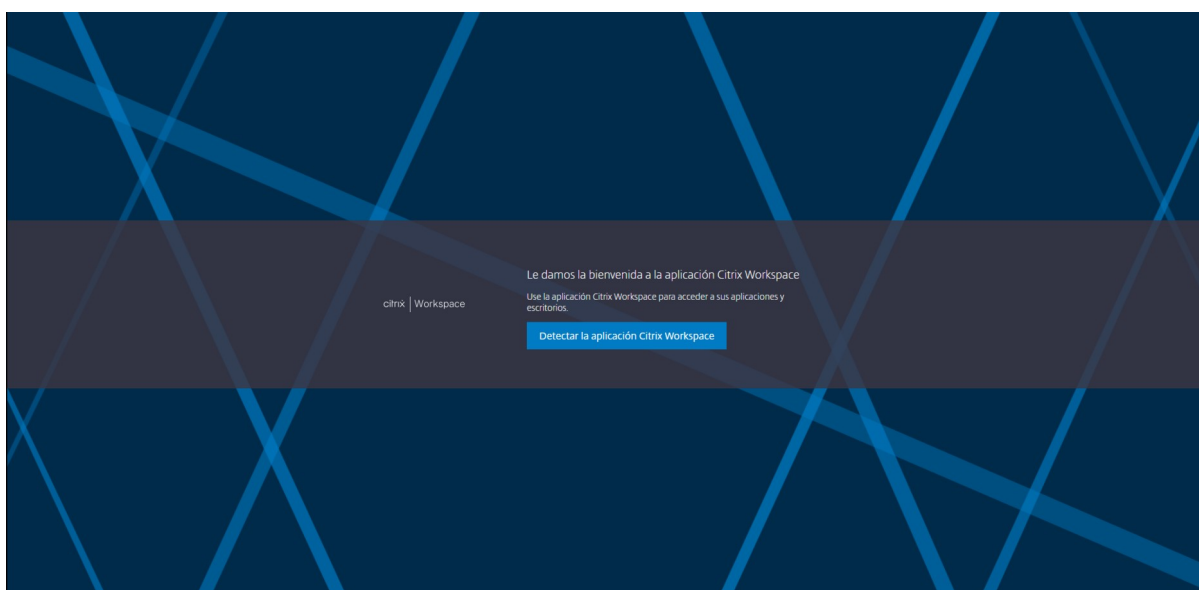 citrix | Workspace
Le damos la bienvenida a la aplicación Citrix Workspace
Use la aplicación Citrix Workspace para acceder a sus aplicaciones y
escritorios.
Detectar la aplicación Citrix Workspace